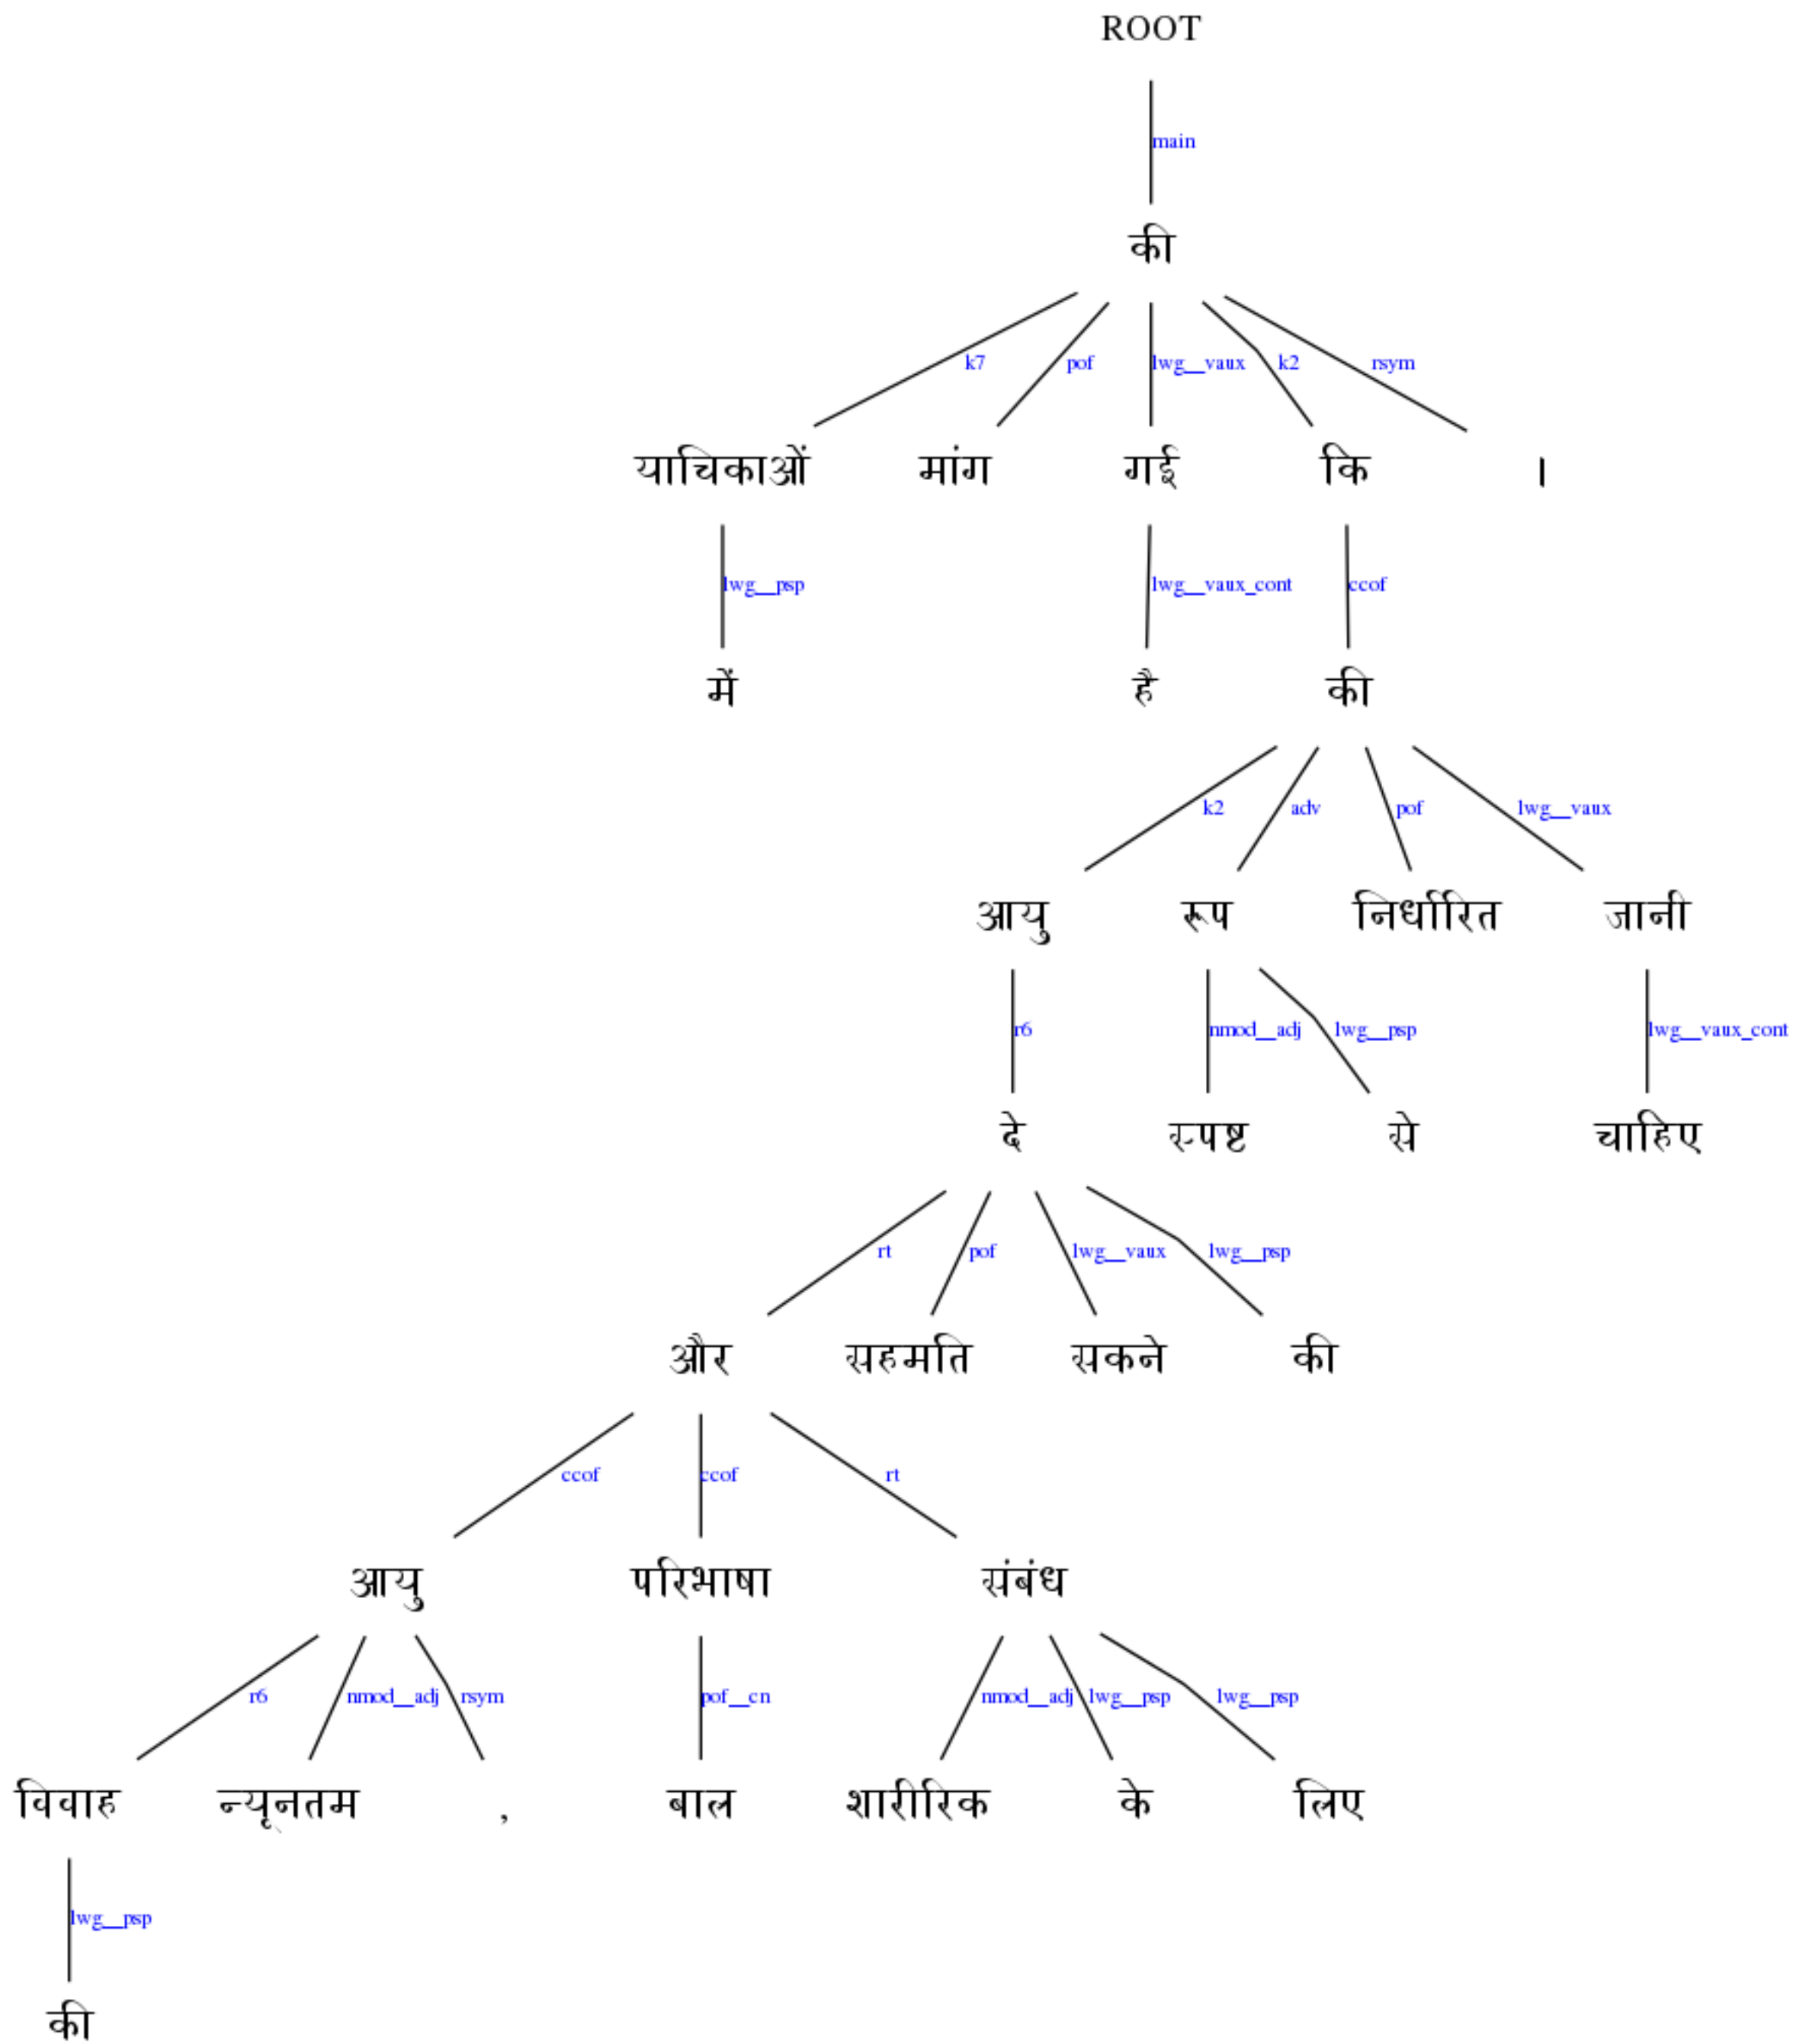 ROOT
main
की
k7 pof lwg__vaux k2 rsym
याचिकाओं मांग गई कि ।
lwg__psp lwg__vaux_cont ccof
में है की
k2 adv pof lwg__vaux
आयु रूप निर्धारित जानी
r6 nmod__adj lwg__psp lwg__vaux_cont
दे स्पष्ट से चाहिए
rt pof lwg__vaux lwg__psp
और सहमति सकने की
ccof ccof rt
आयु परिभाषा संबंध
r6 nmod__adj rsym pof__cn nmod__adj lwg__psp lwg__psp
विवाह न्यूनतम , बाल शारीरिक के लिए
lwg__psp
की